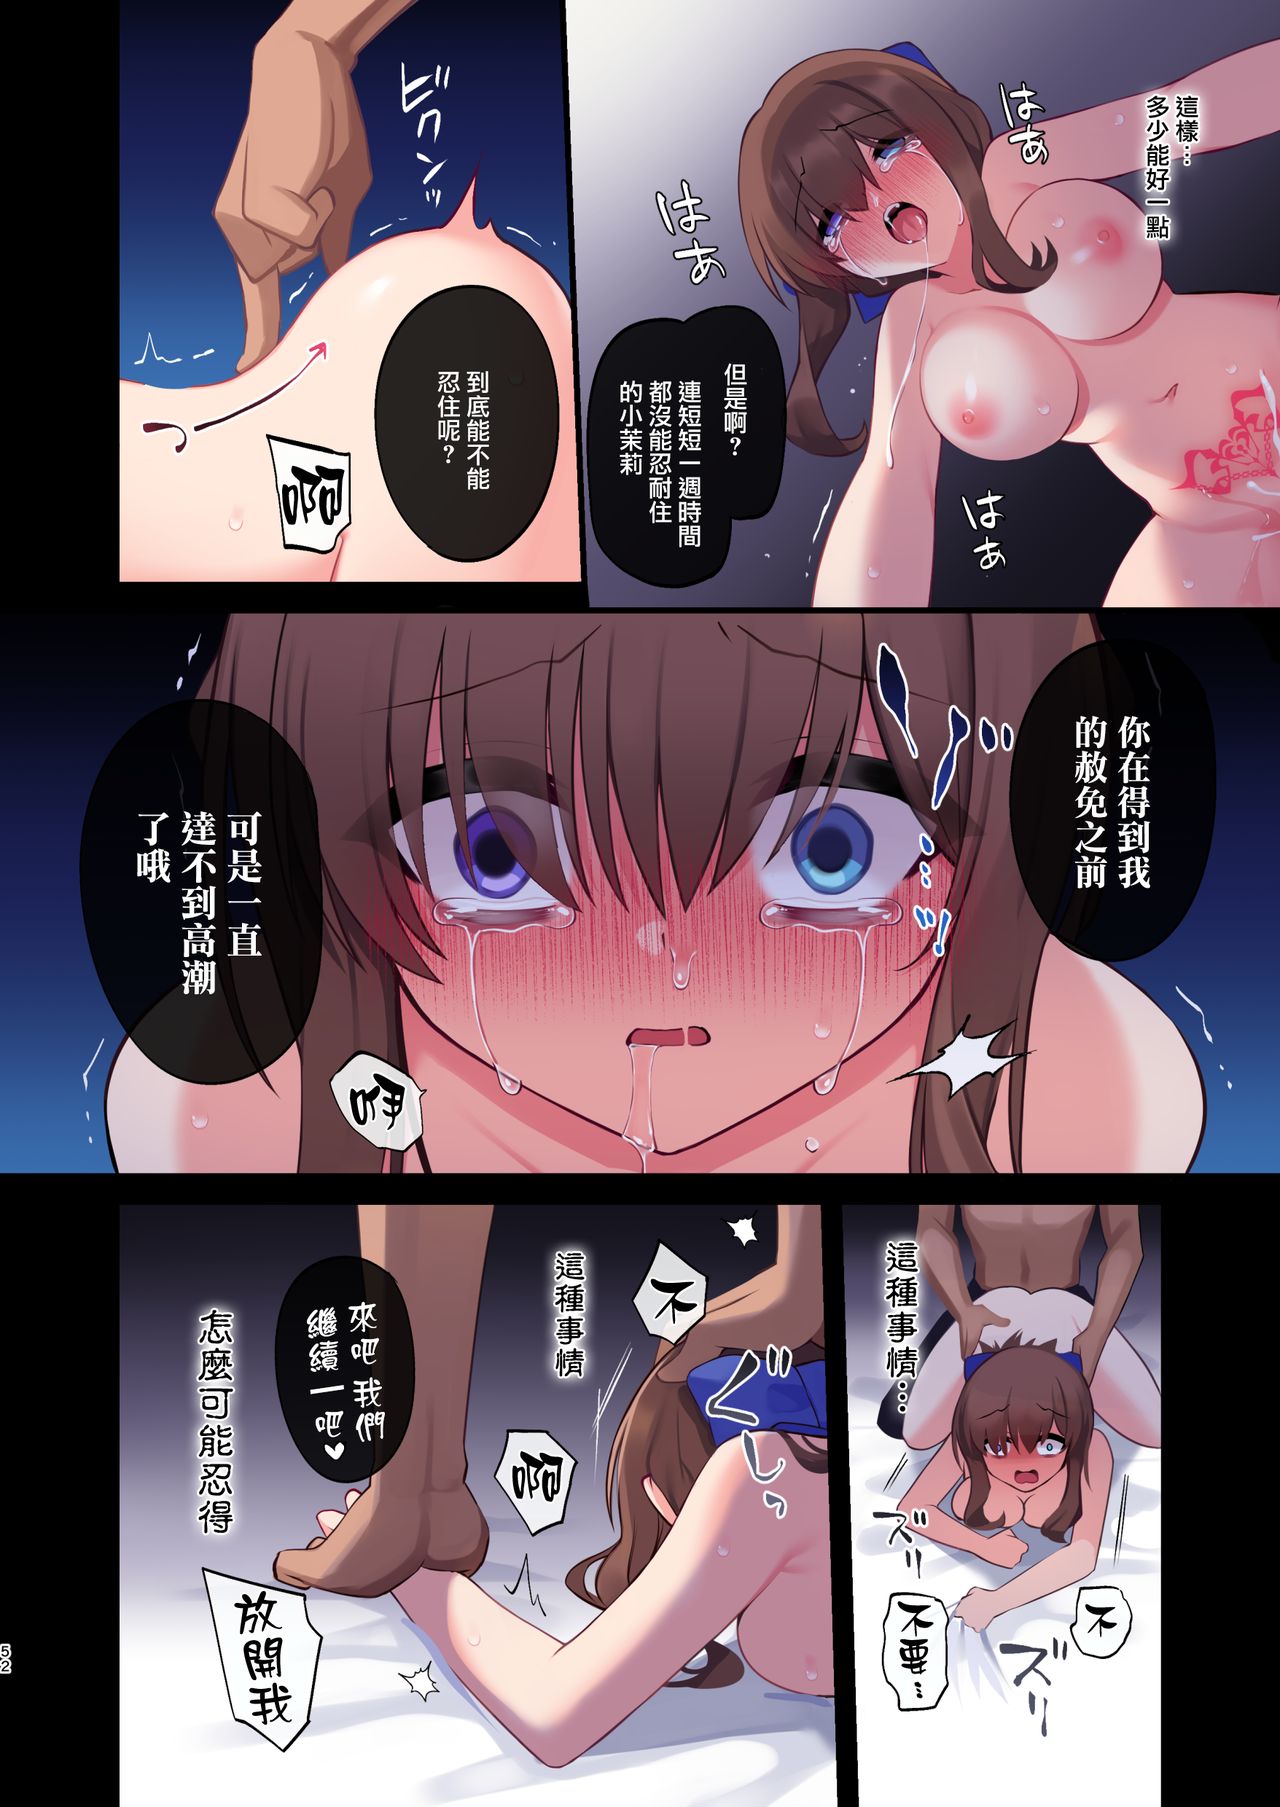 這樣…
多少能好一點
はぁ
はぁ
はぁ
但是啊?
連短短一週時間
都沒能忍耐住
的小茉莉
ビクンッ
到底能不能
忍住呢?
啊
你在得到我
的赦免之前
可是一直
達不到高潮
了哦
咿
這種事情…
ズリ
ズリ
不
不要…
這種事情
不
ぐぐしっ
來吧我們
繼續一吧♥
啊
怎麼可能忍得
放開我
52